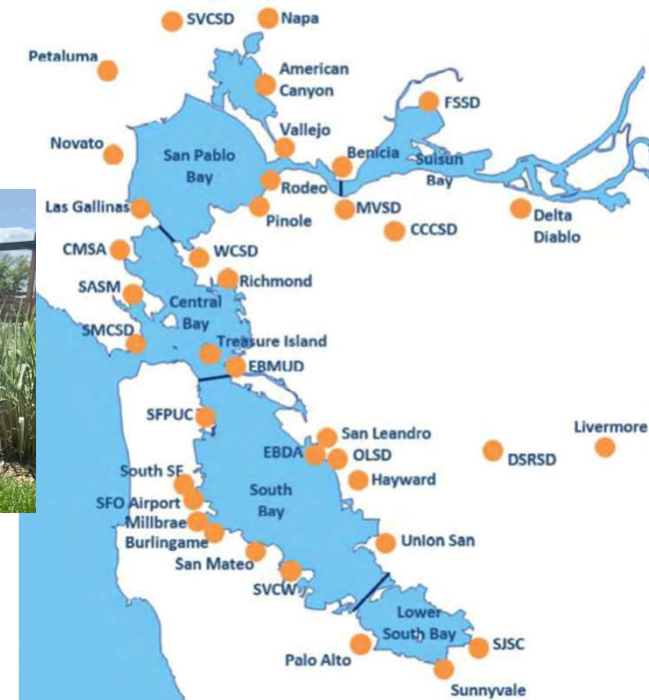 SVCSD
Napa
Petaluma
American
Canyon
FSSD
Vallejo
Novato
San Pablo
Bay
Benicia
Suisun
Bay
Rodeo
Las Gallinas
Pinole
MVSD
Delta
Diablo
CCCSD
CMSA
WCSD
SASM
Richmond
Central
Bay
SMCSD
Treasure Island
EBMUD
SFPUC
San Leandro
Livermore
EBDA
OLSD
DSRSD
South SF
Hayward
South
Bay
SFO Airport
Millbrae
Burlingame
Union San
San Mateo
SVCW
Lower
South Bay
SJSC
Palo Alto
Sunnyvale